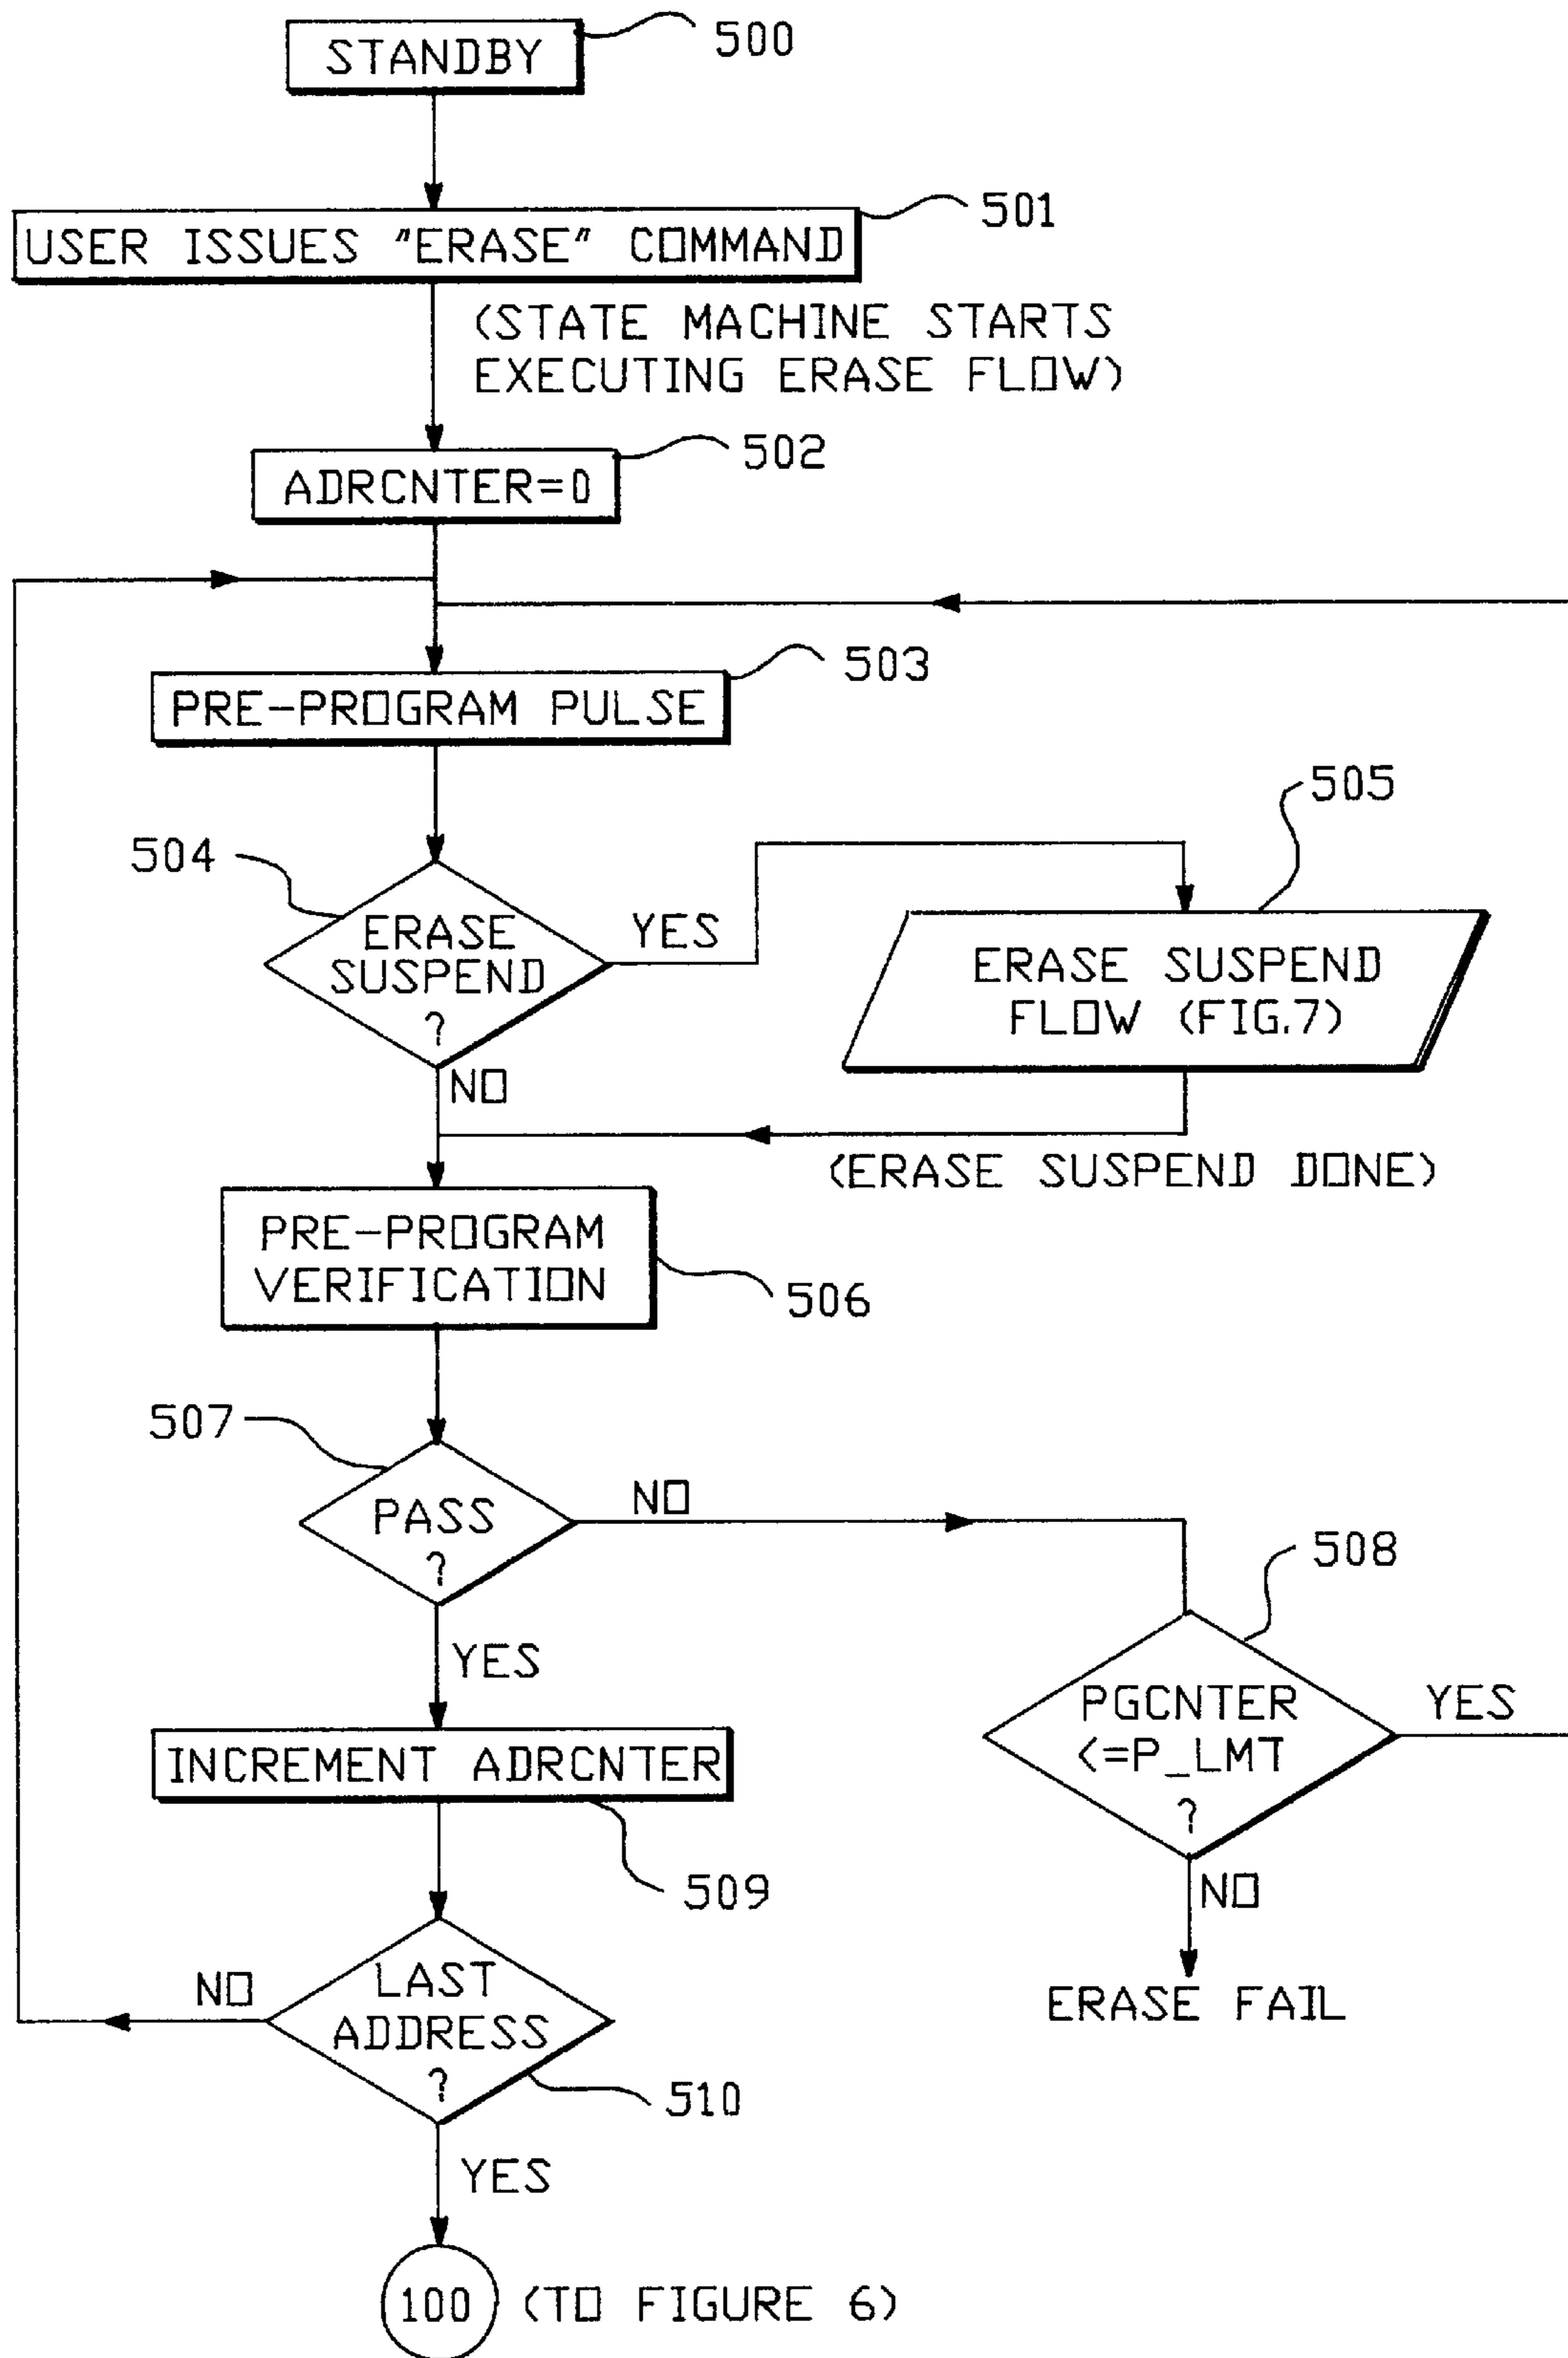 STANDBY
500
USER ISSUES "ERASE" COMMAND
501
(STATE MACHINE STARTS
EXECUTING ERASE FLOW)
ADRCNTER=0
502
PRE-PROGRAM PULSE
503
504
ERASE
SUSPEND
?
YES
NO
505
ERASE SUSPEND
FLOW (FIG.7)
(ERASE SUSPEND DONE)
PRE-PROGRAM
VERIFICATION
506
507
PASS
?
NO
YES
508
PGCNTER
<=P_LMT
?
YES
NO
ERASE FAIL
INCREMENT ADRCNTER
509
LAST
ADDRESS
?
NO
510
YES
100 (TO FIGURE 6)